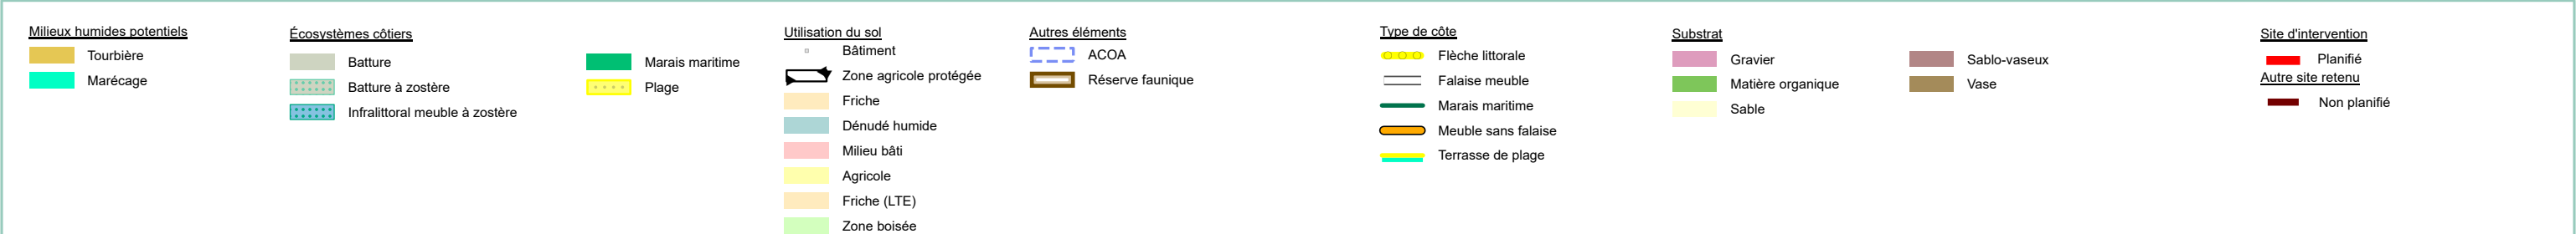 Milieux humides potentiels
Tourbière
Marécage
Écosystèmes côtiers
Batture
Batture à zostère
Infralittoral meuble à zostère
Marais maritime
Plage
Utilisation du sol
Bâtiment
Zone agricole protégée
Friche
Dénudé humide
Milieu bâti
Agricole
Friche (LTE)
Zone boisée
Autres éléments
ACOA
Réserve faunique
Type de côte
Flèche littorale
Falaise meuble
Marais maritime
Meuble sans falaise
Terrasse de plage
Substrat
Gravier
Matière organique
Sable
Sablo-vaseux
Vase
Site d'intervention
Planifié
Autre site retenu
Non planifié